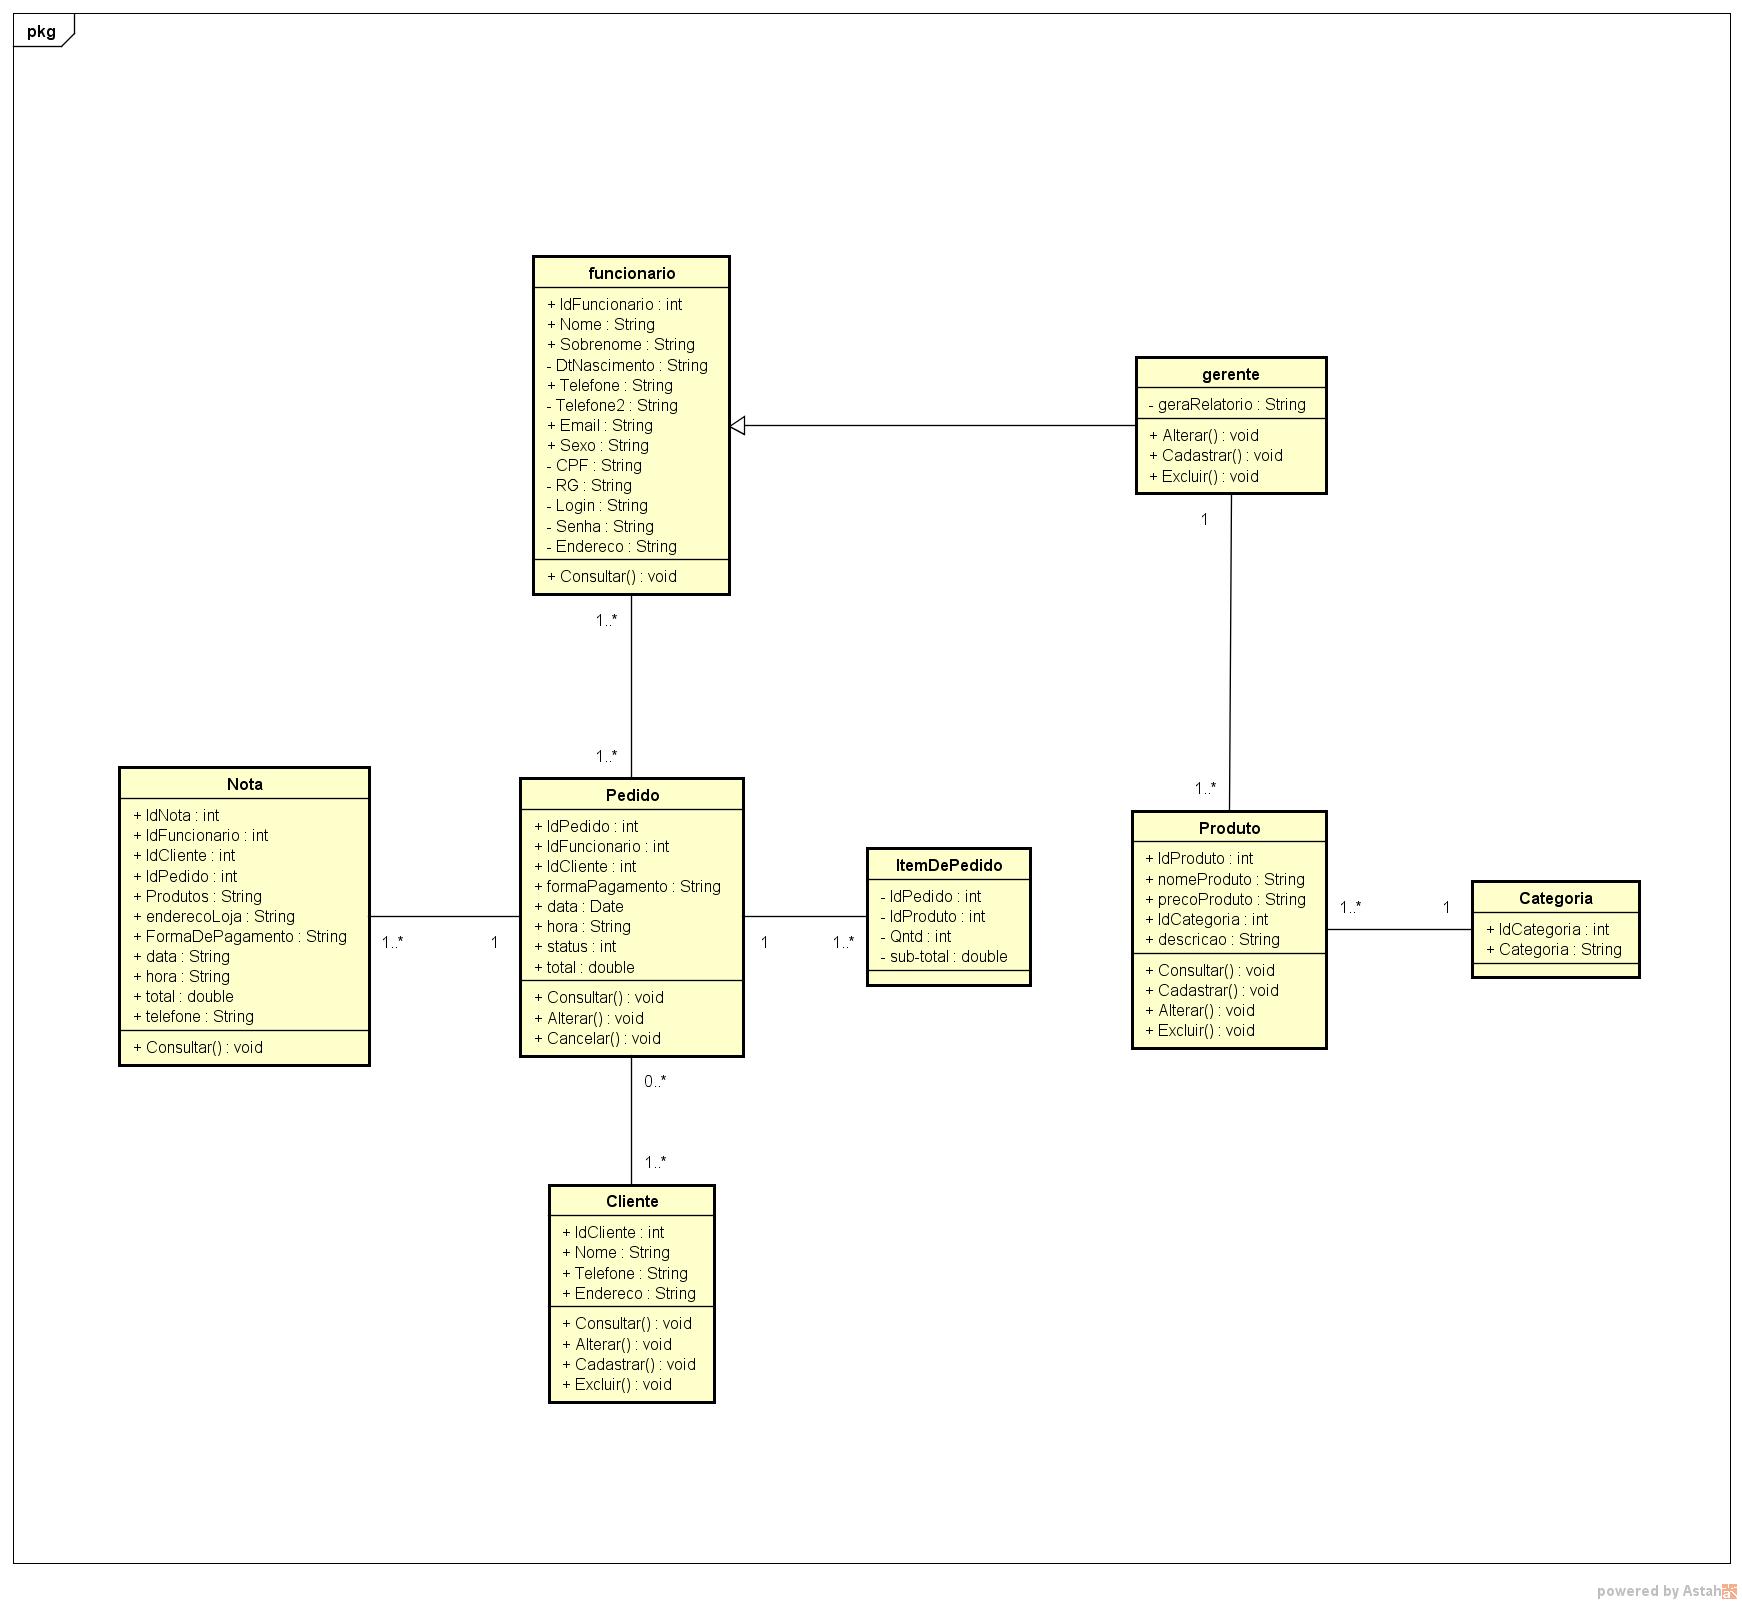 pkg
funcionario
+ IdFuncionario : int
+ Nome : String
+ Sobrenome : String
- DtNascimento : String
+ Telefone : String
- Telefone2 : String
+ Email : String
+ Sexo : String
- CPF : String
- RG : String
- Login : String
- Senha : String
- Endereco : String
+ Consultar() : void
gerente
- geraRelatorio : String
+ Alterar() : void
+ Cadastrar() : void
+ Excluir() : void
1
1..*
1..*
1..*
Nota
+ IdNota : int
+ IdFuncionario : int
+ IdCliente : int
+ IdPedido : int
+ Produtos : String
+ enderecoLoja : String
+ FormaDePagamento : String
+ data : String
+ hora : String
+ total : double
+ telefone : String
+ Consultar() : void
1..*
1
Pedido
+ IdPedido : int
+ IdFuncionario : int
+ IdCliente : int
+ formaPagamento : String
+ data : Date
+ hora : String
+ status : int
+ total : double
+ Consultar() : void
+ Alterar() : void
+ Cancelar() : void
1
1..*
ItemDePedido
- IdPedido : int
- IdProduto : int
- Qntd : int
- sub-total : double
Produto
+ IdProduto : int
+ nomeProduto : String
+ precoProduto : String
+ IdCategoria : int
+ descricao : String
+ Consultar() : void
+ Cadastrar() : void
+ Alterar() : void
+ Excluir() : void
1..*
1
Categoria
+ IdCategoria : int
+ Categoria : String
0..*
1..*
Cliente
+ IdCliente : int
+ Nome : String
+ Telefone : String
+ Endereco : String
+ Consultar() : void
+ Alterar() : void
+ Cadastrar() : void
+ Excluir() : void
powered by Astah